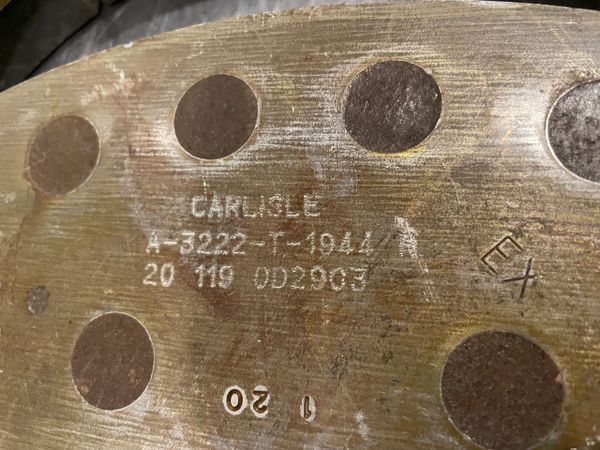 CARLISLE
A-3222-T-1944 R
20 119 0D2903
EX
1 20